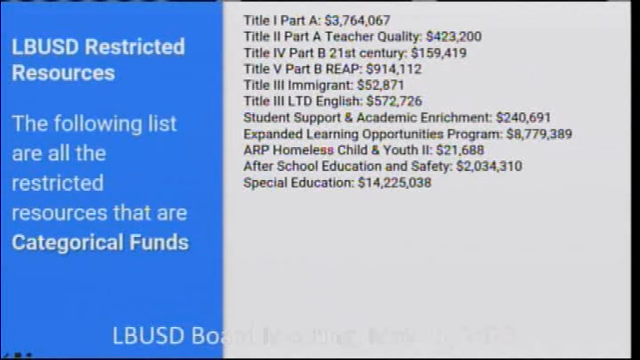 LBUSD Restricted
Resources
The following list
are all the
restricted
resources that are
Categorical Funds
Title I Part A: $3,764,067
Title II Part A Teacher Quality: $423,200
Title IV Part B 21st century: $159,419
Title V Part B REAP: $914,112
Title III Immigrant: $52,871
Title III LTD English: $572,726
Student Support & Academic Enrichment: $240,691
Expanded Learning Opportunities Program: $8,779,389
ARP Homeless Child & Youth II: $21,688
After School Education and Safety: $2,034,310
Special Education: $14,225,038
LBUSD Board